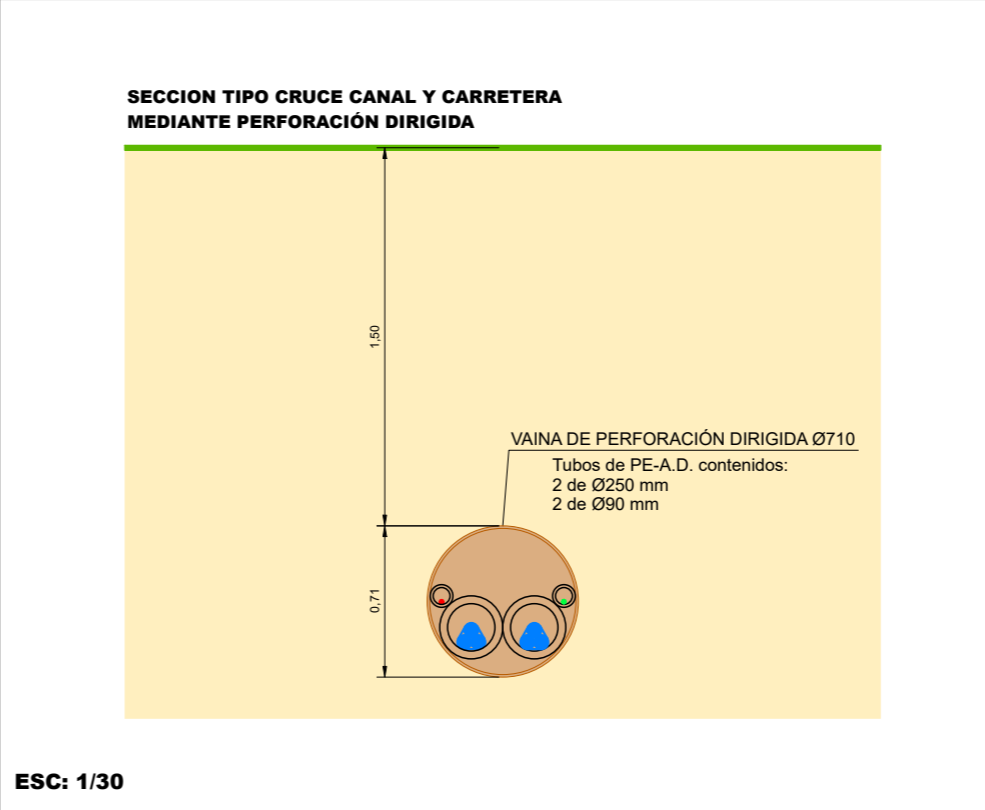 SECCION TIPO CRUCE CANAL Y CARRETERA
MEDIANTE PERFORACIÓN DIRIGIDA
1,50
VAINA DE PERFORACIÓN DIRIGIDA Ø710
Tubos de PE-A.D. contenidos:
2 de Ø250 mm
2 de Ø90 mm
0,71
ESC: 1/30